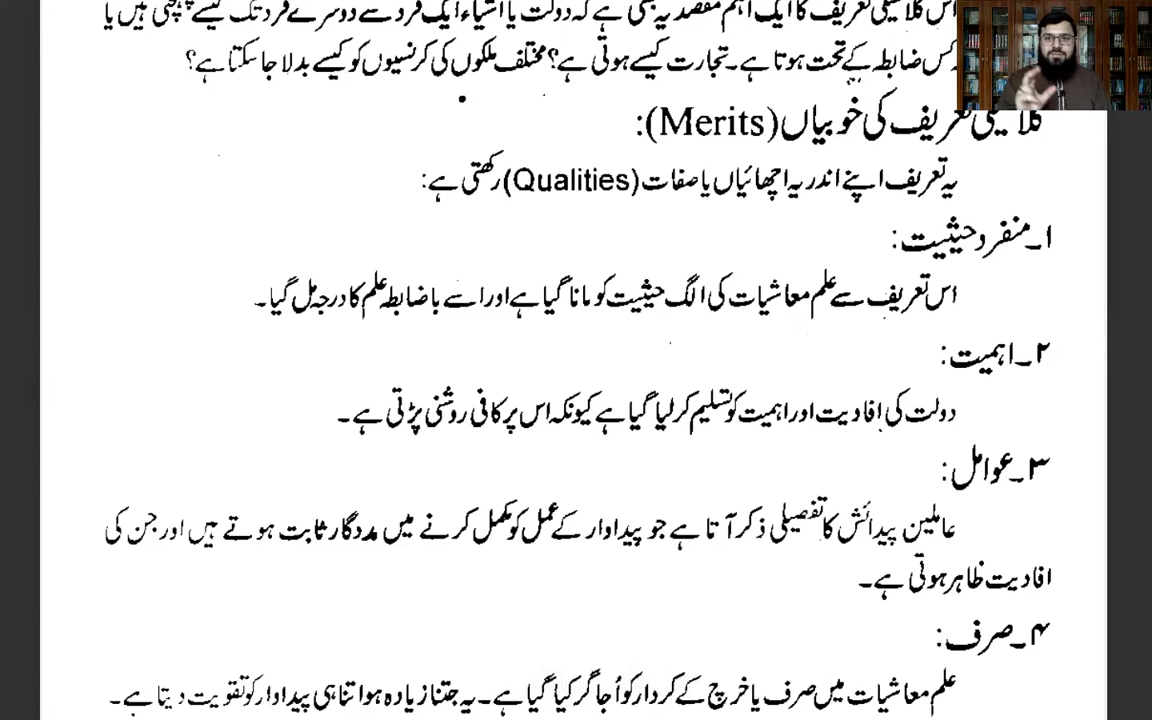 اس کلاسیکی تعریف کا ایک اہم مقصد یہ بھی ہے کہ دولت یا اشیاء ایک فرد سے دوسرے فرد تک کیسے پہنچتی ہیں یا
کس ضابطہ کے تحت ہوتا ہے۔ تجارت کیسے ہوتی ہے؟ مختلف ملکوں کی کرنسیوں کو کیسے بدلا جا سکتا ہے؟
کلاسیکی تعریف کی خوبیاں (Merits):
یہ تعریف اپنے اندر یہ اچھائیاں یا صفات (Qualities) رکھتی ہے:
۱۔ منفرد حیثیت:
اس تعریف سے علم معاشیات کی الگ حیثیت کو مانا گیا ہے اور اسے باضابطہ علم کا درجہ مل گیا۔
۲۔ اہمیت:
دولت کی افادیت اور اہمیت کو تسلیم کر لیا گیا ہے کیونکہ اس پر کافی روشنی پڑتی ہے۔
۳۔ عوامل:
عاملین پیدائش کا تفصیلی ذکر آتا ہے جو پیداوار کے عمل کو مکمل کرنے میں مددگار ثابت ہوتے ہیں اور جن کی
افادیت ظاہر ہوتی ہے۔
۴۔ صرف:
علم معاشیات میں صرف یا خرچ کے کردار کو اُجاگر کیا گیا ہے۔ یہ جتنا زیادہ ہوا تنا ہی پیداوار کو تقویت دیتا ہے۔